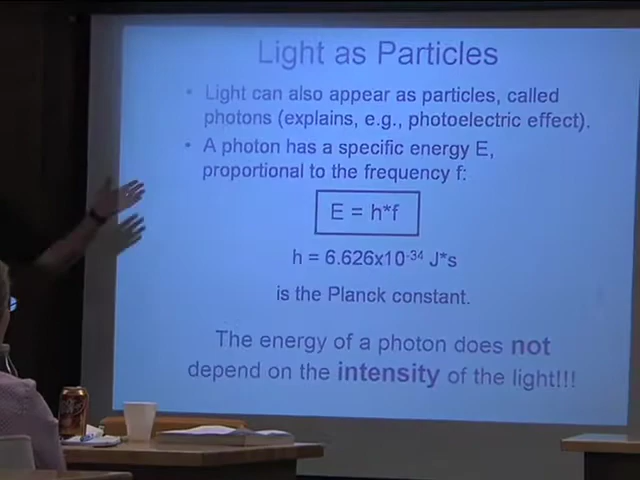 Light as Particles
• Light can also appear as particles, called
photons (explains, e.g., photoelectric effect).
• A photon has a specific energy E,
proportional to the frequency f:
E = h*f
h = 6.626x10-34 J*s
is the Planck constant.
The energy of a photon does not
depend on the intensity of the light!!!